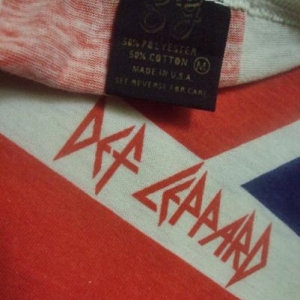 50% POLYESTER
50% COTTON M
MADE IN U.S.A.
SEE REVERSE FOR CARE
DEF LEPPARD